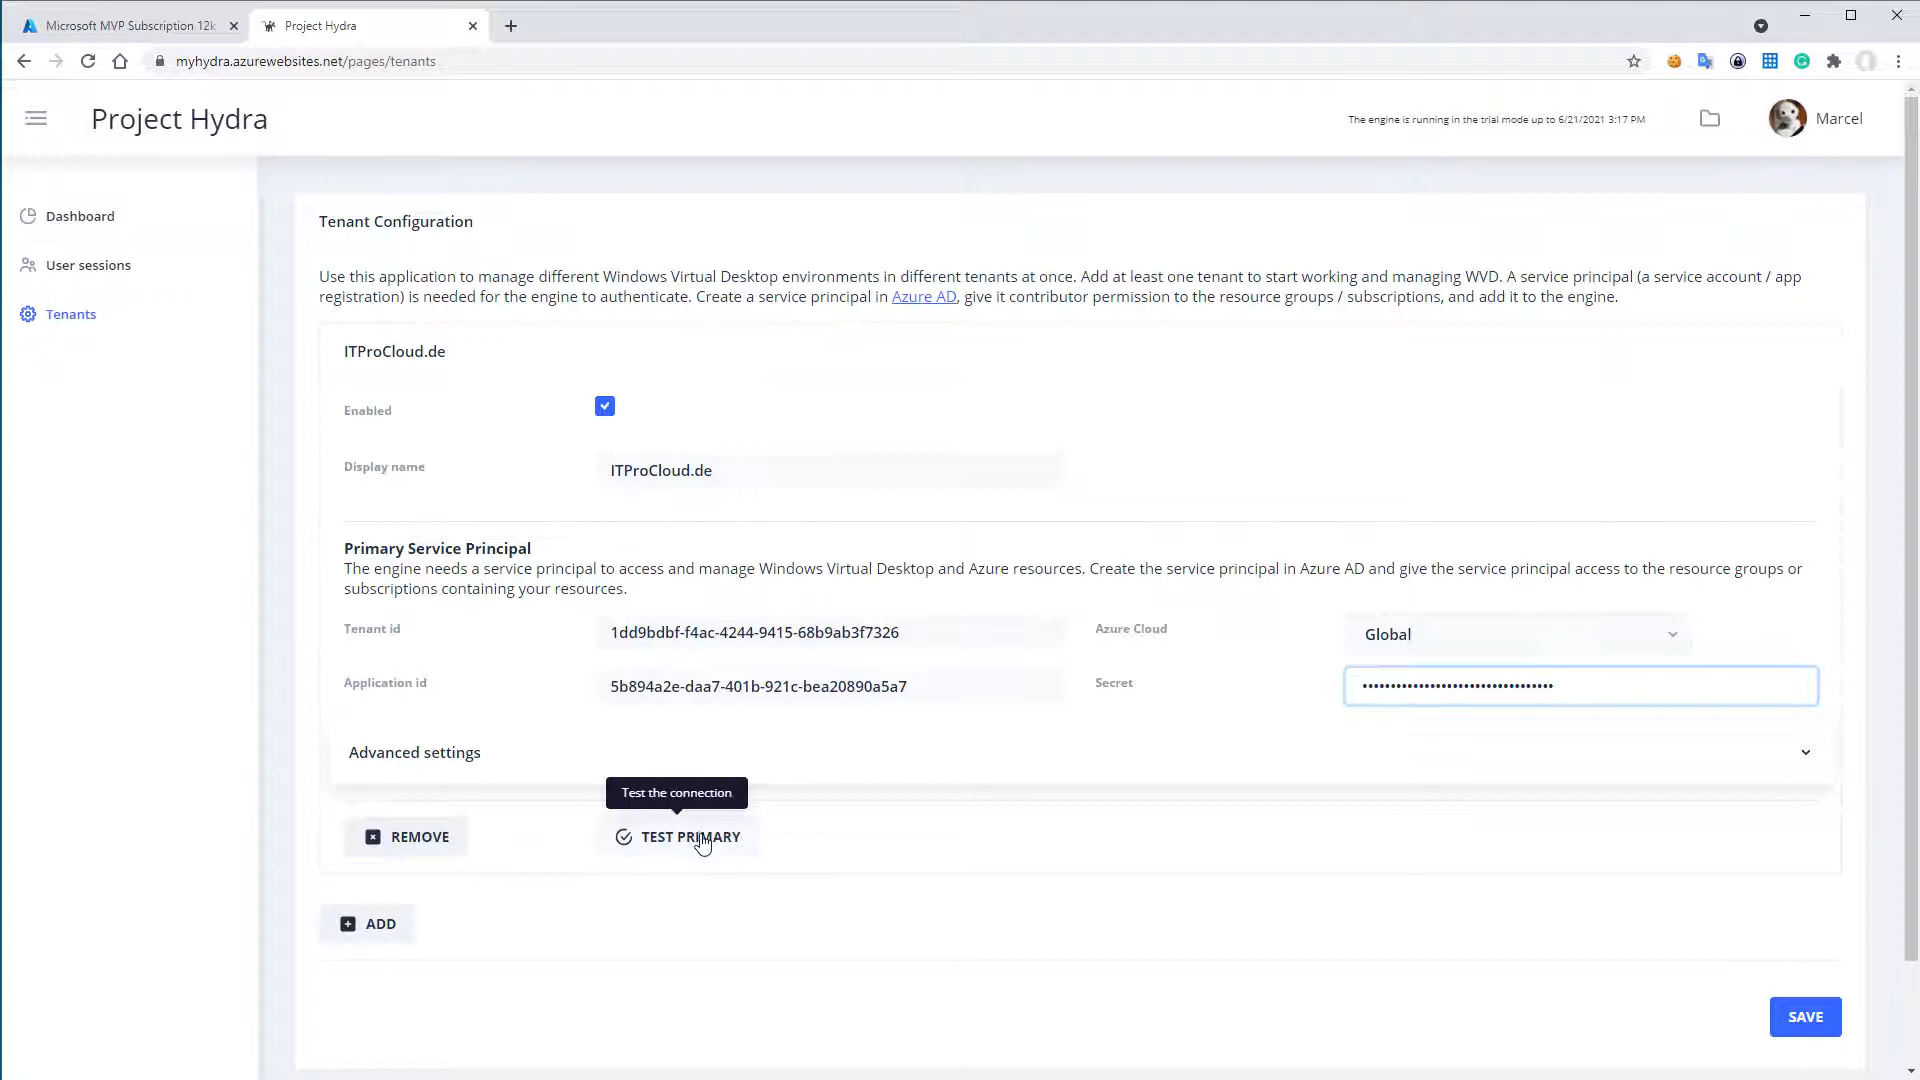 Microsoft MVP Subscription 12k
Project Hydra
myhydra.azurewebsites.net/pages/tenants
Project Hydra
The engine is running in the trial mode up to 6/21/2021 3:17 PM
Marcel
Dashboard
User sessions
Tenants
Tenant Configuration
Use this application to manage different Windows Virtual Desktop environments in different tenants at once. Add at least one tenant to start working and managing WVD. A service principal (a service account / app
registration) is needed for the engine to authenticate. Create a service principal in Azure AD, give it contributor permission to the resource groups / subscriptions, and add it to the engine.
ITProCloud.de
Enabled
Display name
ITProCloud.de
Primary Service Principal
The engine needs a service principal to access and manage Windows Virtual Desktop and Azure resources. Create the service principal in Azure AD and give the service principal access to the resource groups or
subscriptions containing your resources.
Tenant id
1dd9bdbf-f4ac-4244-9415-68b9ab3f7326
Azure Cloud
Global
Application id
5b894a2e-daa7-401b-921c-bea20890a5a7
Secret
Advanced settings
Test the connection
REMOVE
TEST PRIMARY
ADD
SAVE